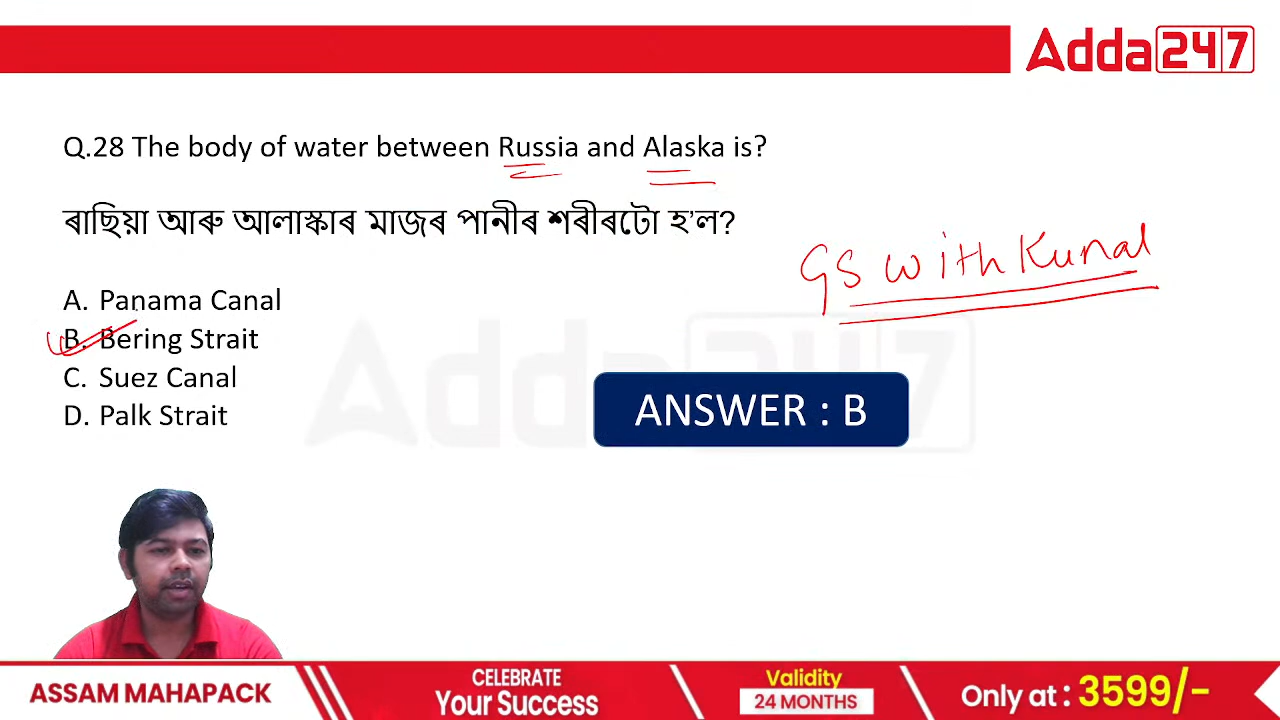 Adda247
Q.28 The body of water between Russia and Alaska is?
ৰাছিয়া আৰু আলাস্কাৰ মাজৰ পানীৰ শৰীৰটো হ’ল?
GS with Kunal
A. Panama Canal
B. Bering Strait
C. Suez Canal
D. Palk Strait
Adda247
ANSWER : B
ASSAM MAHAPACK
CELEBRATE
Your Success
Validity
24 MONTHS
Only at : 3599/-